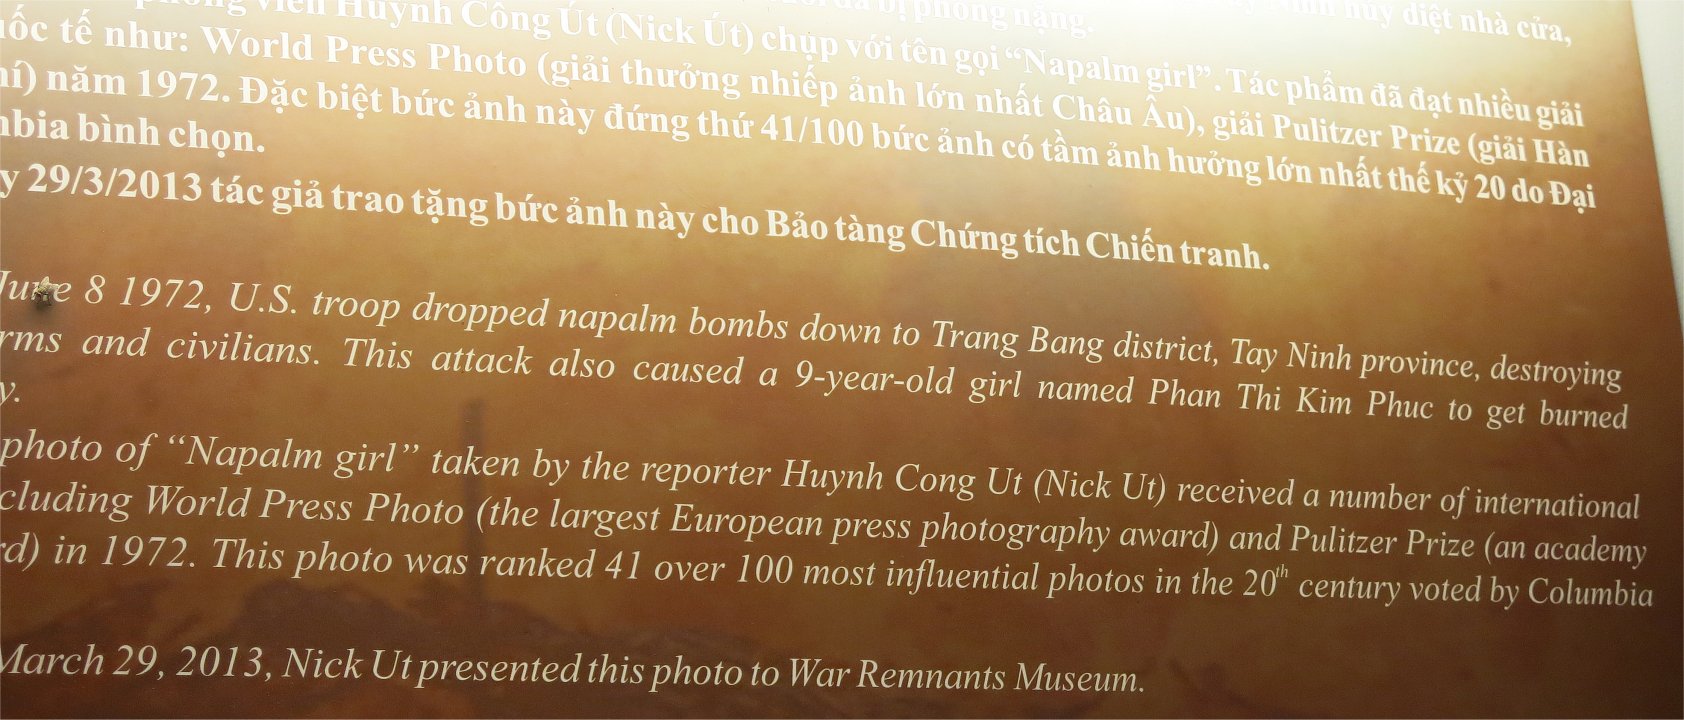 phóng viên Huỳnh Công Út (Nick Út) chụp với tên gọi “Napalm girl”. Tác phẩm đã đạt nhiều giải
bị phỏng nặng.
hủy diệt nhà cửa,
tế như: World Press Photo (giải thưởng nhiếp ảnh lớn nhất Châu Âu), giải Pulitzer Prize (giải Hàn
năm 1972. Đặc biệt bức ảnh này đứng thứ 41/100 bức ảnh có tầm ảnh hưởng lớn nhất thế kỷ 20 do Đại
bình chọn.
29/3/2013 tác giả trao tặng bức ảnh này cho Bảo tàng Chứng tích Chiến tranh.
June 8 1972, U.S. troop dropped napalm bombs down to Trang Bang district, Tay Ninh province, destroying
rms and civilians. This attack also caused a 9-year-old girl named Phan Thi Kim Phuc to get burned
y.
photo of “Napalm girl” taken by the reporter Huynh Cong Ut (Nick Ut) received a number of international
cluding World Press Photo (the largest European press photography award) and Pulitzer Prize (an academy
rd) in 1972. This photo was ranked 41 over 100 most influential photos in the 20th century voted by Columbia
March 29, 2013, Nick Ut presented this photo to War Remnants Museum.